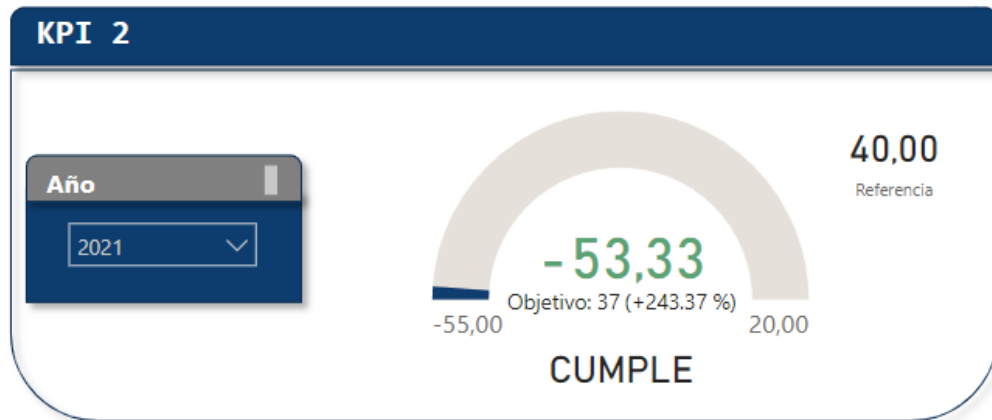 KPI 2
Año
2021
40,00
Referencia
-53,33
Objetivo: 37 (+243.37 %)
-55,00
20,00
CUMPLE